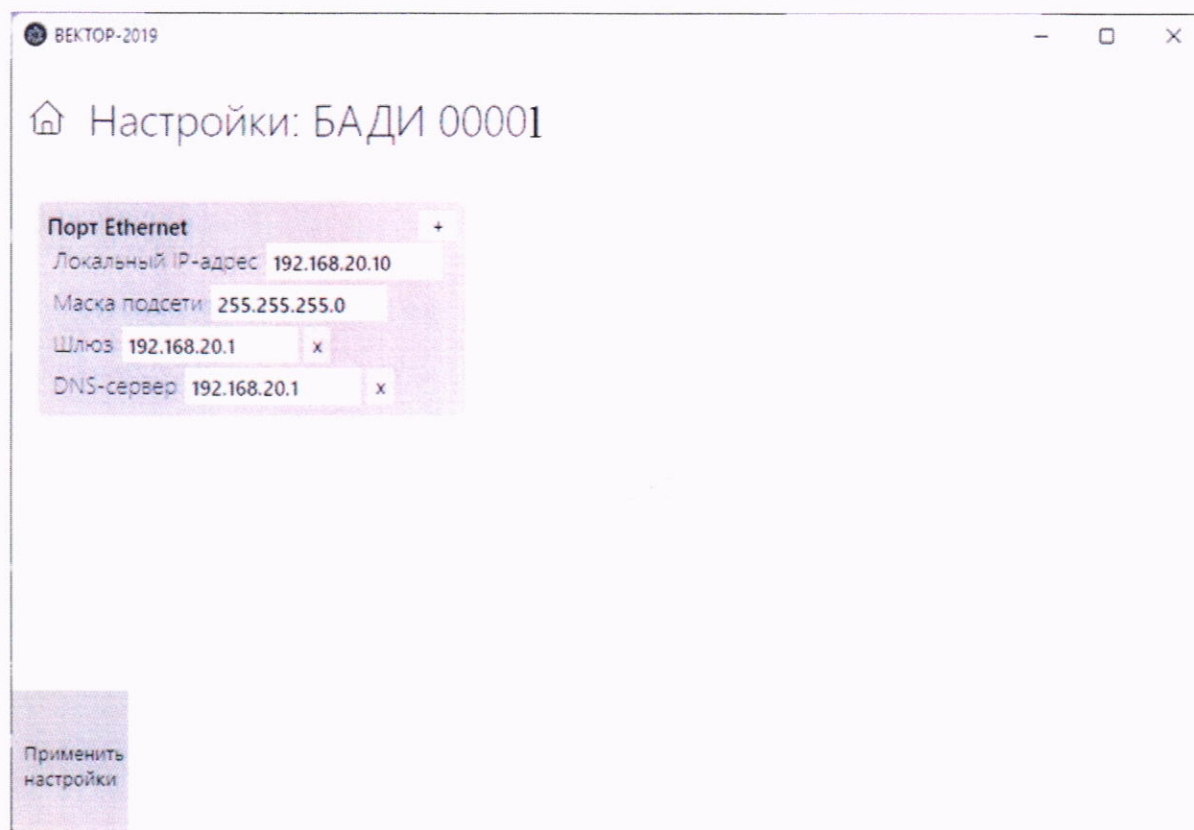 ВЕКТОР-2019
Настройки: БАДИ 00001
Порт Ethernet +
Локальный IP-адрес 192.168.20.10
Маска подсети 255.255.255.0
Шлюз 192.168.20.1 x
DNS-сервер 192.168.20.1 x
Применить
настройки